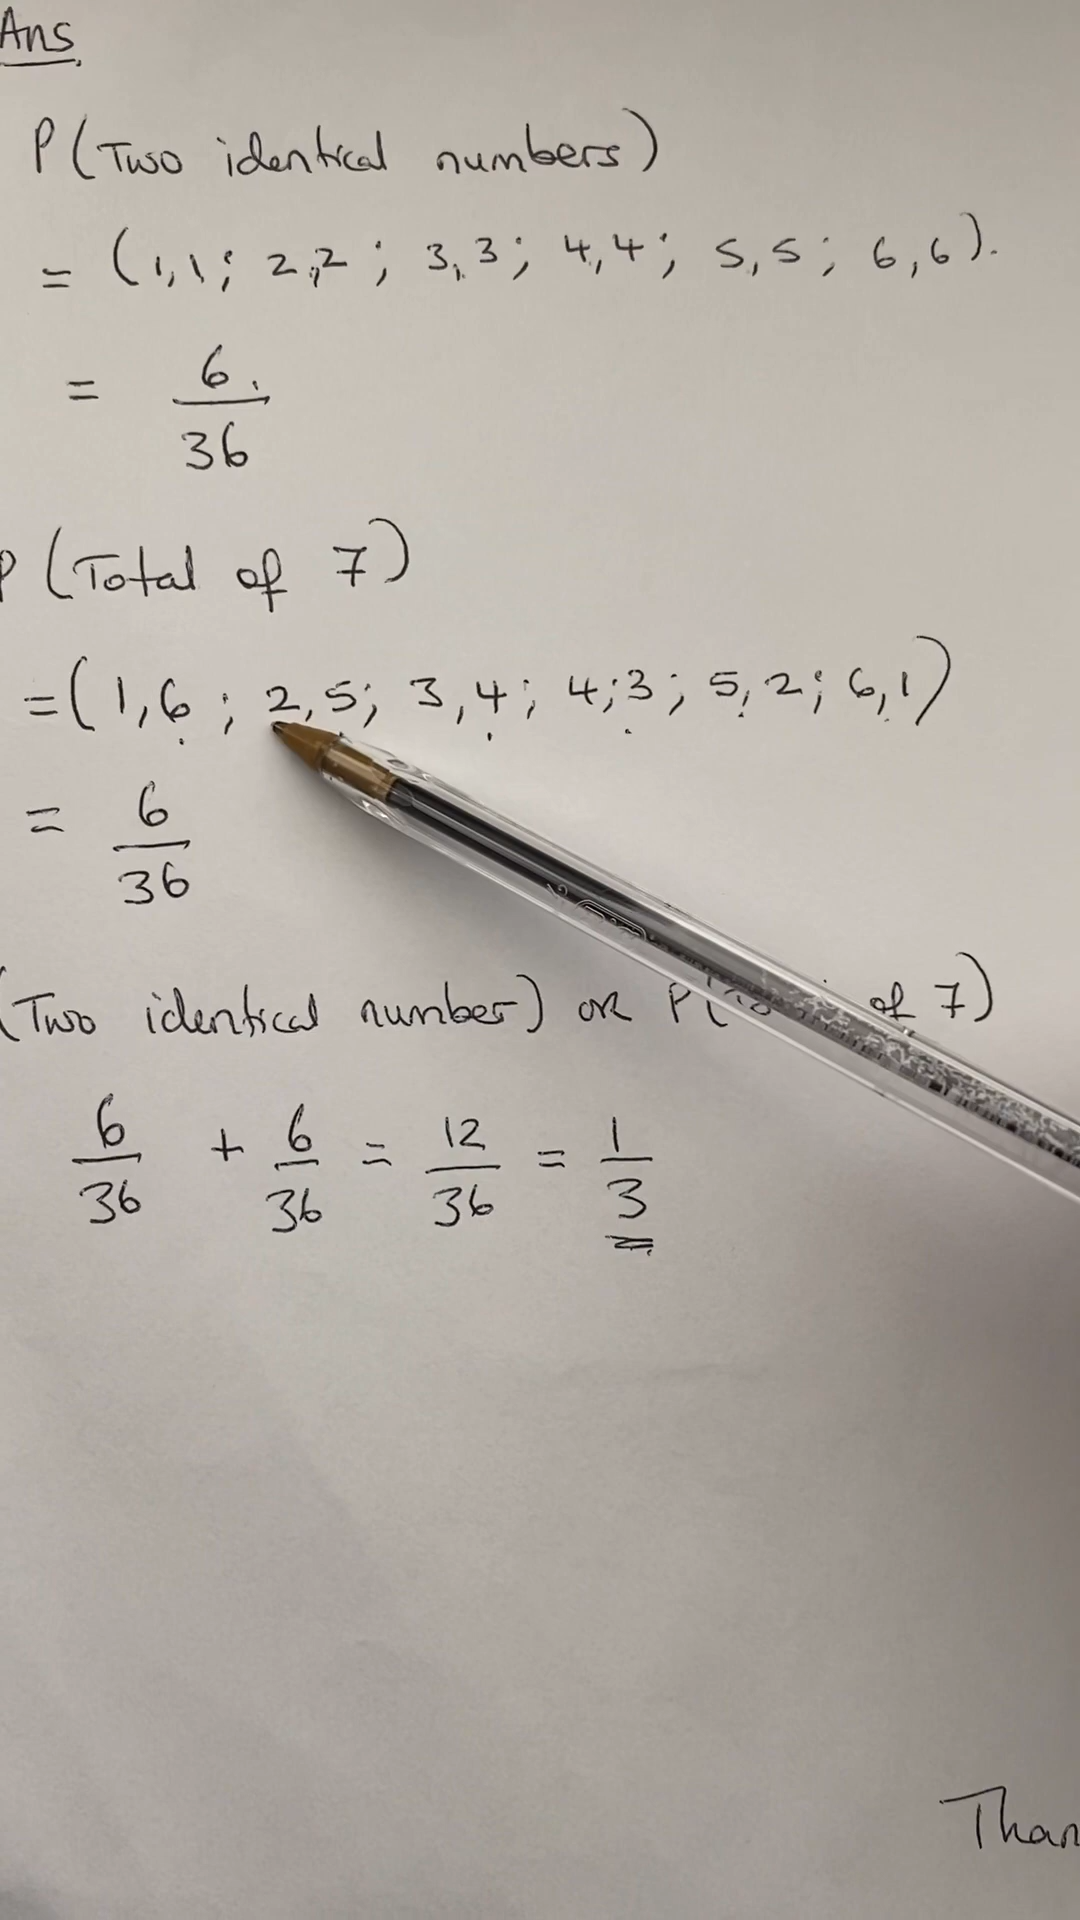 Ans
P (Two identical numbers)
= (1,1; 2,2; 3,3; 4,4; 5,5; 6,6).
= 6/36
P (Total of 7)
= (1,6; 2,5; 3,4; 4;3; 5,2; 6,1)
= 6/36
(Two identical number) or P( of 7)
6/36 + 6/36 = 12/36 = 1/3
Than